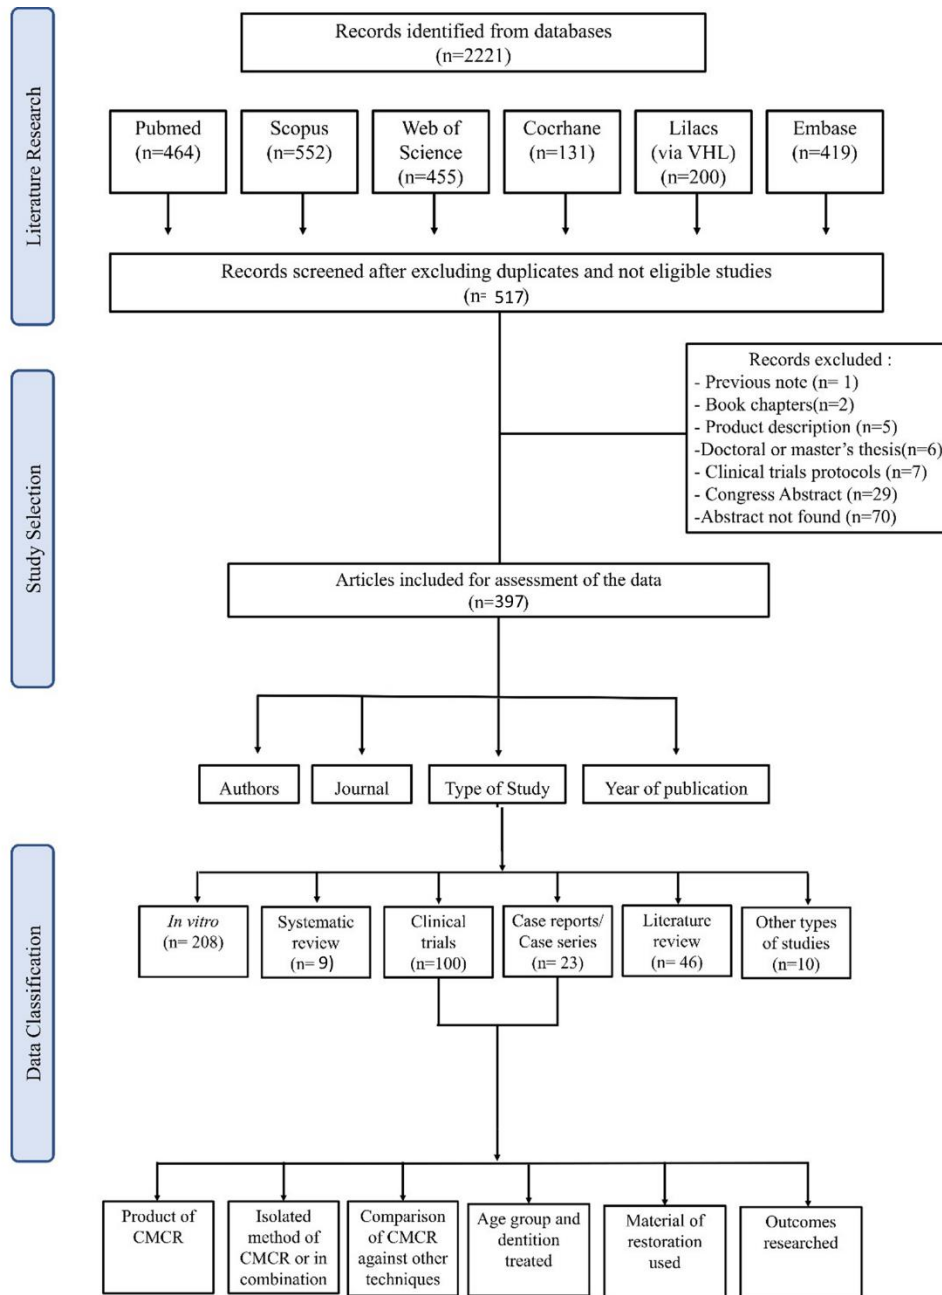 Literature Research
Records identified from databases
(n=2221)
Pubmed
(n=464)
Scopus
(n=552)
Web of
Science
(n=455)
Cocrhane
(n=131)
Lilacs
(via VHL)
(n=200)
Embase
(n=419)
Records screened after excluding duplicates and not eligible studies
(n= 517)
Study Selection
Records excluded :
- Previous note (n= 1)
- Book chapters(n=2)
- Product description (n=5)
-Doctoral or master's thesis(n=6)
- Clinical trials protocols (n=7)
- Congress Abstract (n=29)
-Abstract not found (n=70)
Articles included for assessment of the data
(n=397)
Authors
Journal
Type of Study
Year of publication
Data Classification
In vitro
(n= 208)
Systematic
review
(n= 9)
Clinical
trials
(n=100)
Case reports/
Case series
(n= 23)
Literature
review
(n= 46)
Other types
of studies
(n=10)
Product of
CMCR
Isolated
method of
CMCR or in
combination
Comparison
of CMCR
against other
techniques
Age group and
dentition
treated
Material of
restoration
used
Outcomes
researched